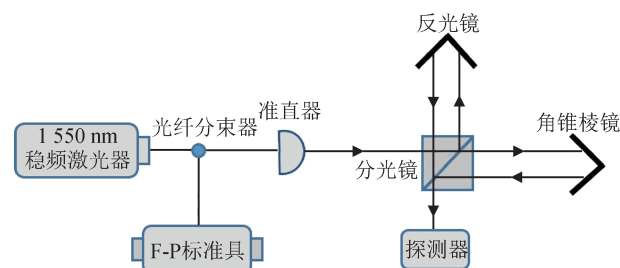 反光镜
准直器
光纤分束器
角锥棱镜
1 550 nm
稳频激光器
分光镜
F-P标准具
探测器